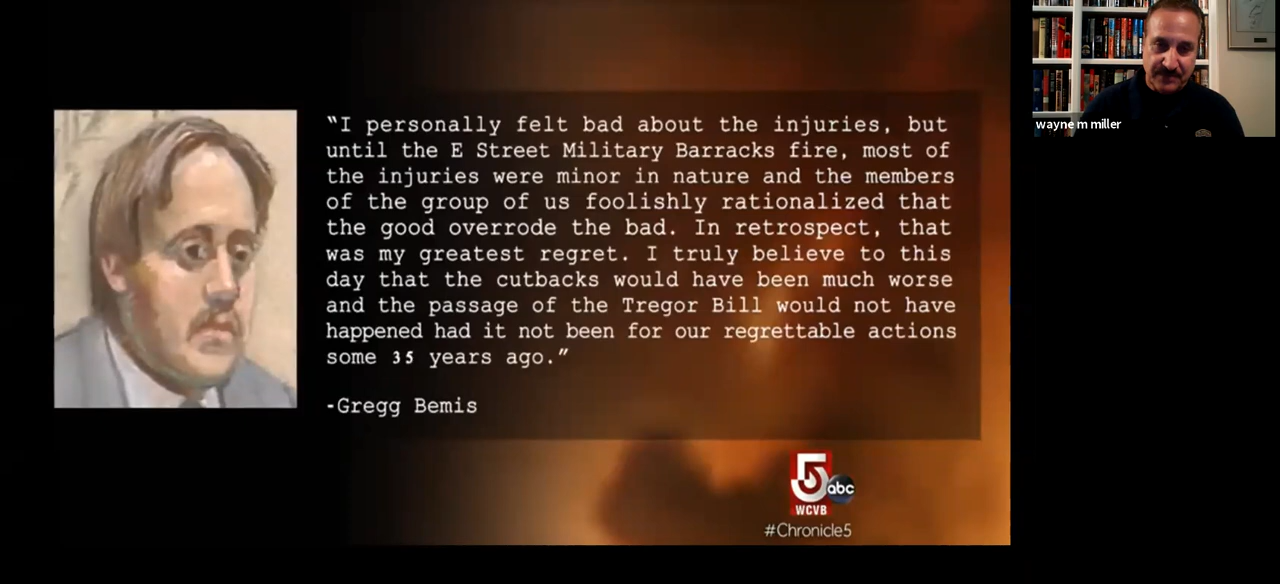 "I personally felt bad about the injuries, but
until the E Street Military Barracks fire, most of
the injuries were minor in nature and the members
of the group of us foolishly rationalized that
the good overrode the bad. In retrospect, that
was my greatest regret. I truly believe to this
day that the cutbacks would have been much worse
and the passage of the Tregor Bill would not have
happened had it not been for our regrettable actions
some 35 years ago."
-Gregg Bemis
5
abc
WCVB
#Chronicle5
wayne m miller